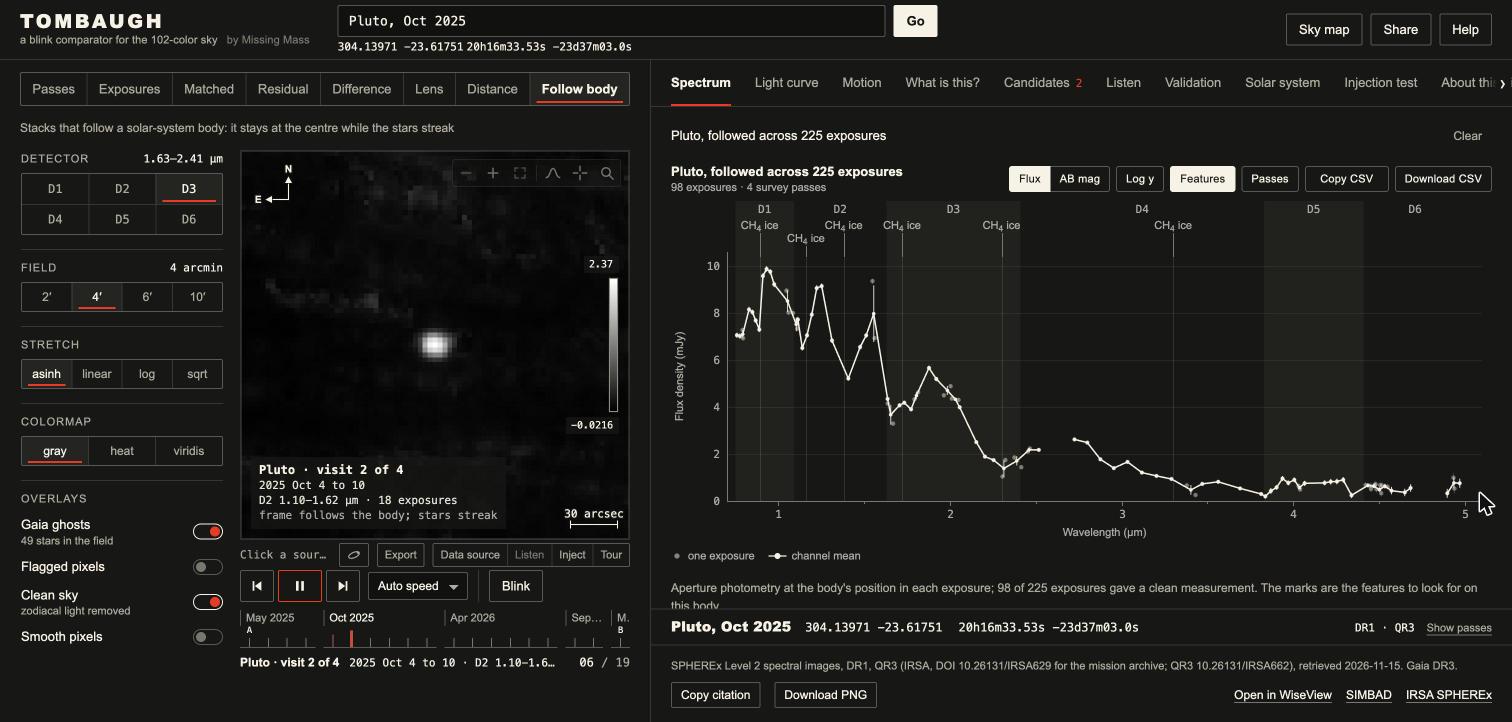 TOMBAUGH
a blink comparator for the 102-color sky by Missing Mass
Pluto, Oct 2025
Go
304.13971 −23.61751 20h16m33.53s −23d37m03.0s
Sky map
Share
Help
Passes
Exposures
Matched
Residual
Difference
Lens
Distance
Follow body
Stacks that follow a solar-system body: it stays at the centre while the stars streak
DETECTOR 1.63–2.41 µm
D1 D2 D3
D4 D5 D6
FIELD 4 arcmin
2′ 4′ 6′ 10′
STRETCH
asinh linear log sqrt
COLORMAP
gray heat viridis
OVERLAYS
Gaia ghosts
49 stars in the field
Flagged pixels
Clean sky
zodiacal light removed
Smooth pixels
N
E
2.37
−0.0216
Pluto · visit 2 of 4
2025 Oct 4 to 10
D2 1.10–1.62 µm · 18 exposures
frame follows the body; stars streak
30 arcsec
Click a sour…
Export
Data source
Listen
Inject
Tour
Auto speed
Blink
May 2025
Oct 2025
Apr 2026
Sep…
M.
A
B
Pluto · visit 2 of 4 2025 Oct 4 to 10 · D2 1.10–1.6… 06 / 19
Spectrum
Light curve
Motion
What is this?
Candidates 2
Listen
Validation
Solar system
Injection test
About this
Pluto, followed across 225 exposures
Clear
Pluto, followed across 225 exposures
98 exposures · 4 survey passes
Flux
AB mag
Log y
Features
Passes
Copy CSV
Download CSV
D1 D2 D3 D4 D5 D6
CH₄ ice CH₄ ice CH₄ ice CH₄ ice CH₄ ice
CH₄ ice
10
8
6
4
2
0
Flux density (mJy)
1 2 3 4 5
Wavelength (µm)
one exposure
channel mean
Aperture photometry at the body's position in each exposure; 98 of 225 exposures gave a clean measurement. The marks are the features to look for on
this body
Pluto, Oct 2025 304.13971 −23.61751 20h16m33.53s −23d37m03.0s
DR1 · QR3
Show passes
SPHEREx Level 2 spectral images, DR1, QR3 (IRSA, DOI 10.26131/IRSA629 for the mission archive; QR3 10.26131/IRSA662), retrieved 2026-11-15. Gaia DR3.
Copy citation
Download PNG
Open in WiseView
SIMBAD
IRSA SPHEREx